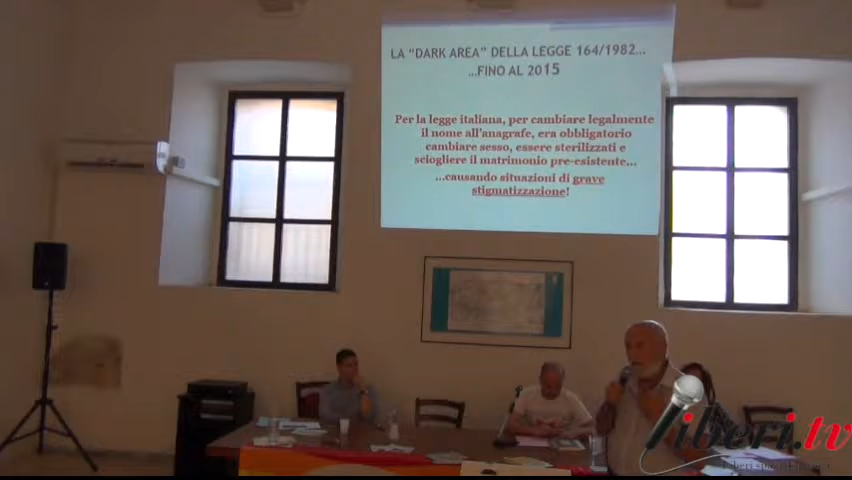 LA “DARK AREA” DELLA LEGGE 164/1982...
...FINO AL 2015
Per la legge italiana, per cambiare legalmente
il nome all'anagrafe, era obbligatorio
cambiare sesso, essere sterilizzati e
sciogliere il matrimonio pre-esistente...
...causando situazioni di grave
stigmatizzazione!
liberi.tv